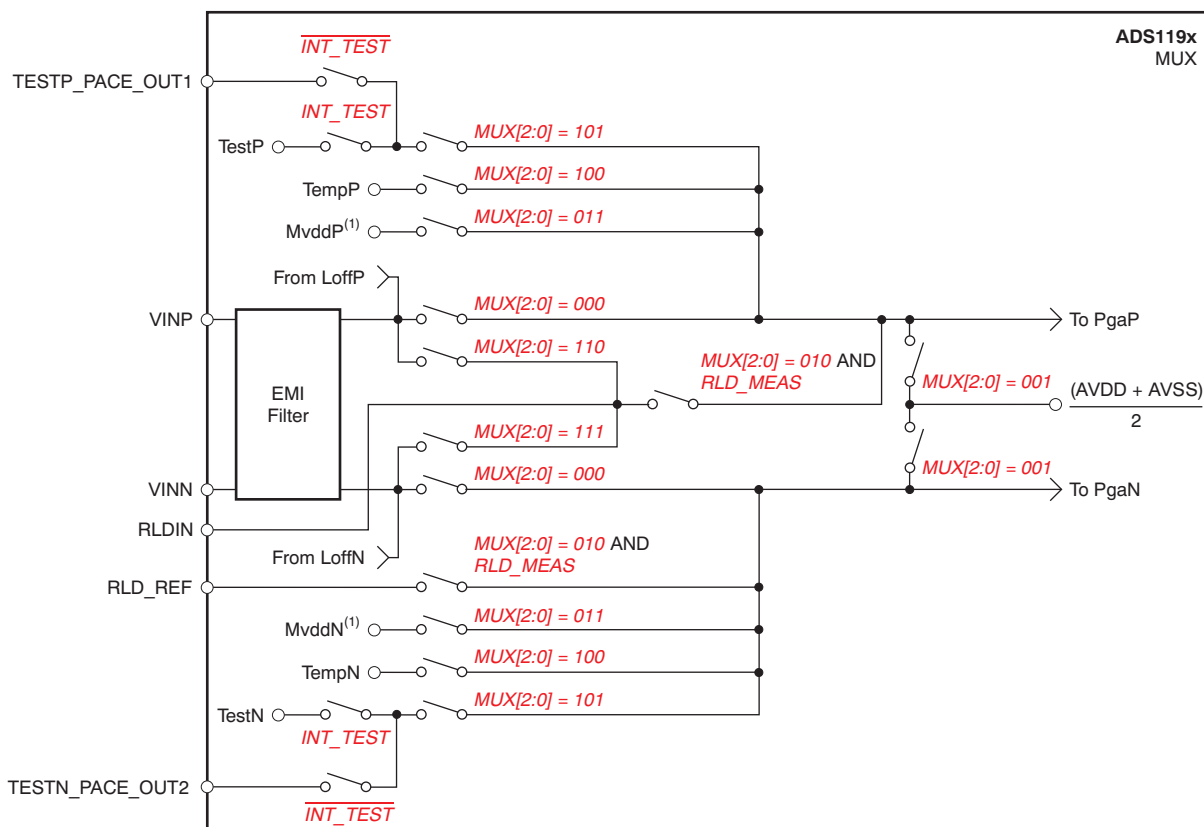 ADS119x
MUX
INT_TEST
TESTP_PACE_OUT1
INT_TEST
TestP
MUX[2:0] = 101
TempP
MUX[2:0] = 100
MvddP(1)
MUX[2:0] = 011
From LoffP
VINP
MUX[2:0] = 000
To PgaP
MUX[2:0] = 110
MUX[2:0] = 010 AND
RLD_MEAS
MUX[2:0] = 001
(AVDD + AVSS)
2
EMI
Filter
MUX[2:0] = 111
MUX[2:0] = 001
VINN
MUX[2:0] = 000
To PgaN
RLDIN
From LoffN
MUX[2:0] = 010 AND
RLD_MEAS
RLD_REF
MvddN(1)
MUX[2:0] = 011
TempN
MUX[2:0] = 100
TestN
MUX[2:0] = 101
INT_TEST
TESTN_PACE_OUT2
INT_TEST